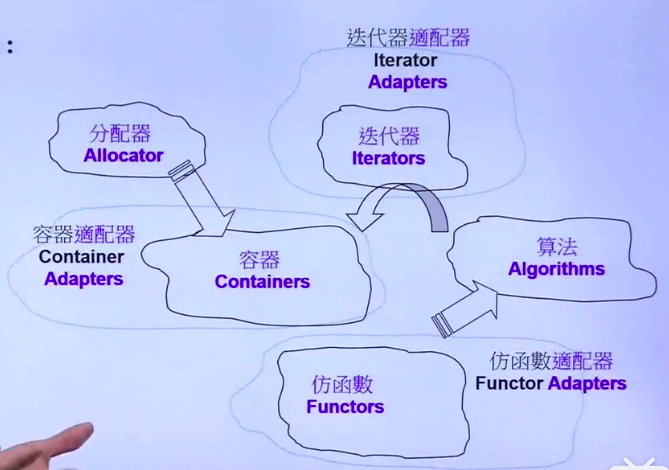 :
迭代器適配器
Iterator
Adapters
分配器
Allocator
迭代器
Iterators
容器適配器
Container
Adapters
容器
Containers
算法
Algorithms
仿函數
Functors
仿函數適配器
Functor Adapters